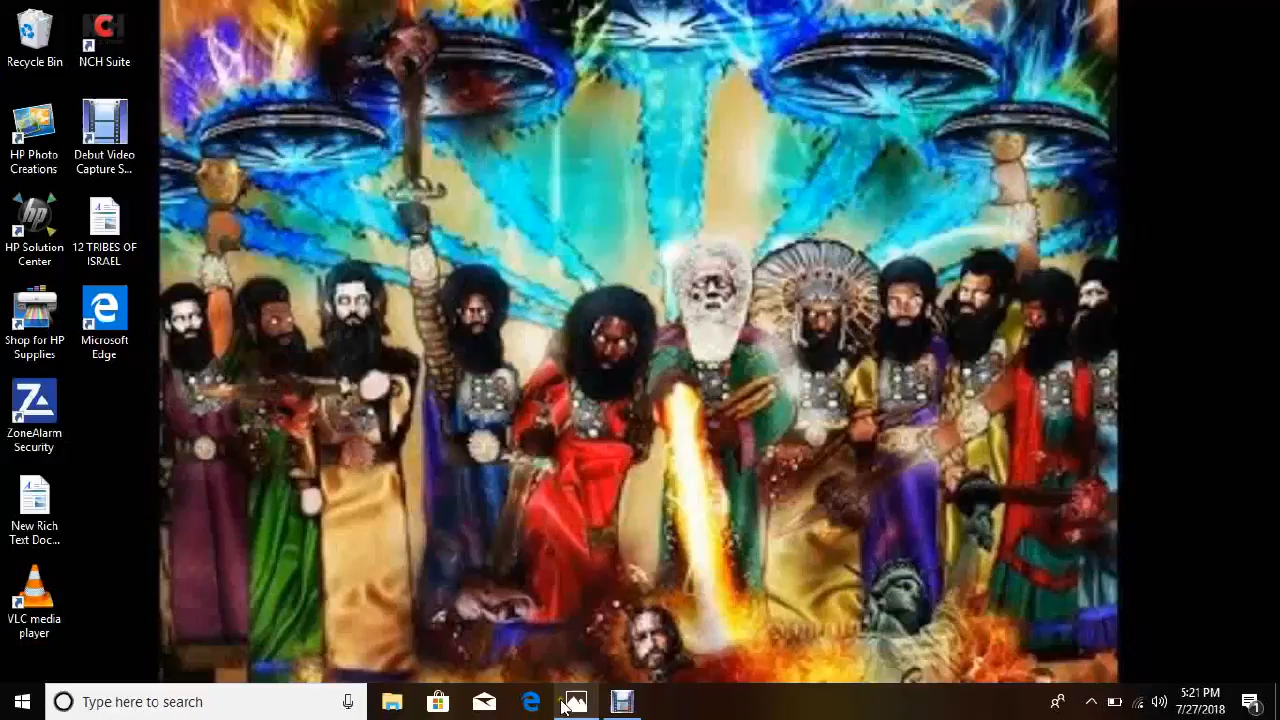 Recycle Bin
NCH Suite
HP Photo
Creations
Debut Video
Capture S...
HP Solution
Center
12 TRIBES OF
ISRAEL
Shop for HP
Supplies
Microsoft
Edge
ZoneAlarm
Security
New Rich
Text Doc...
VLC media
player
Type here to search
5:21 PM
7/27/2018